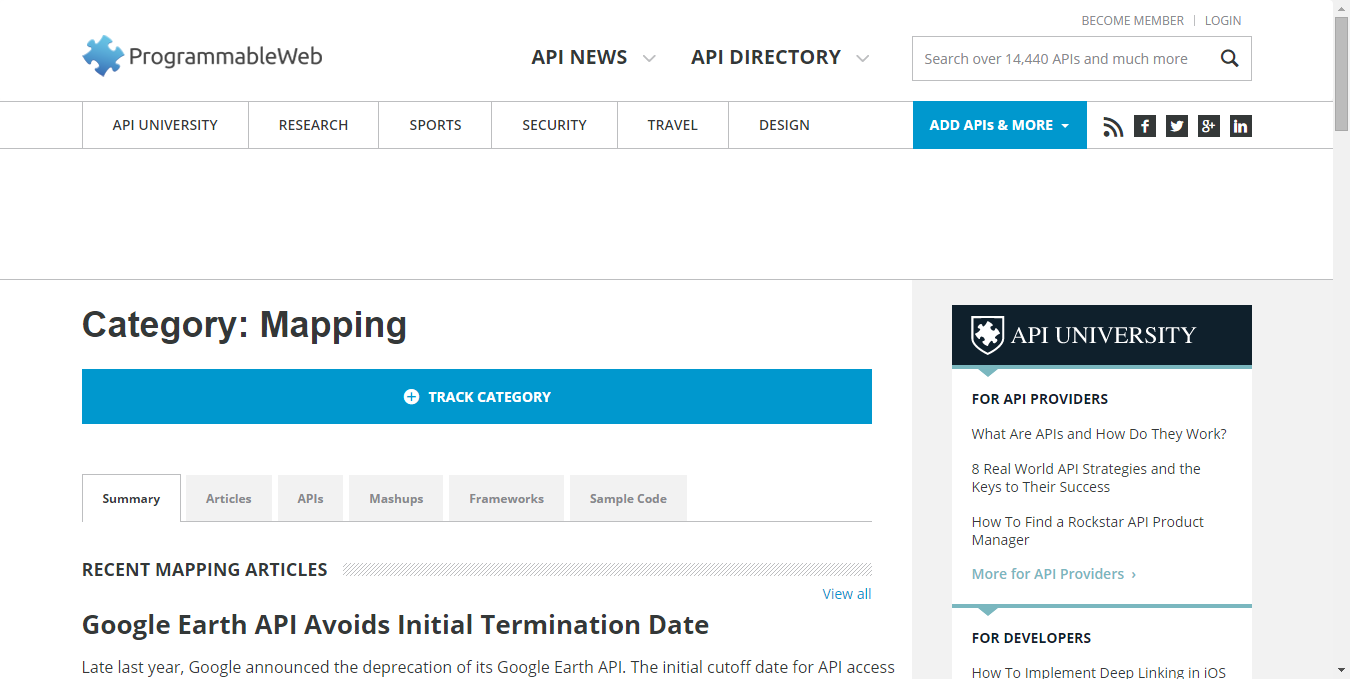 BECOME MEMBER LOGIN
ProgrammableWeb
API NEWS API DIRECTORY
Search over 14,440 APIs and much more
API UNIVERSITY RESEARCH SPORTS SECURITY TRAVEL DESIGN ADD APIs & MORE
Category: Mapping
TRACK CATEGORY
Summary Articles APIs Mashups Frameworks Sample Code
RECENT MAPPING ARTICLES
View all
Google Earth API Avoids Initial Termination Date
Late last year, Google announced the deprecation of its Google Earth API. The initial cutoff date for API access
API UNIVERSITY
FOR API PROVIDERS
What Are APIs and How Do They Work?
8 Real World API Strategies and the
Keys to Their Success
How To Find a Rockstar API Product
Manager
More for API Providers ›
FOR DEVELOPERS
How To Implement Deep Linking in iOS